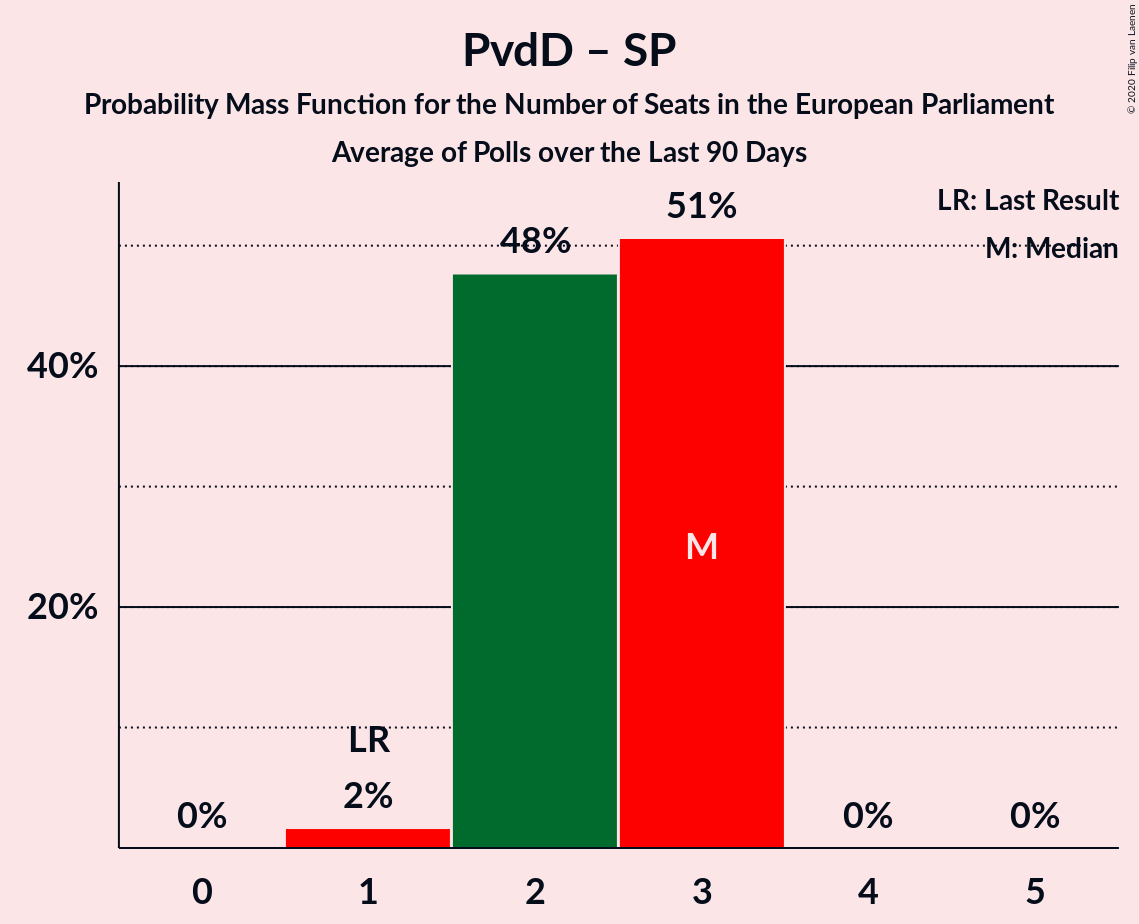 PvdD – SP
Probability Mass Function for the Number of Seats in the European Parliament
Average of Polls over the Last 90 Days
© 2020 Filip van Laenen
LR: Last Result
M: Median
51%
48%
40%
M
20%
LR
2%
0%
0%
0%
0 1 2 3 4 5